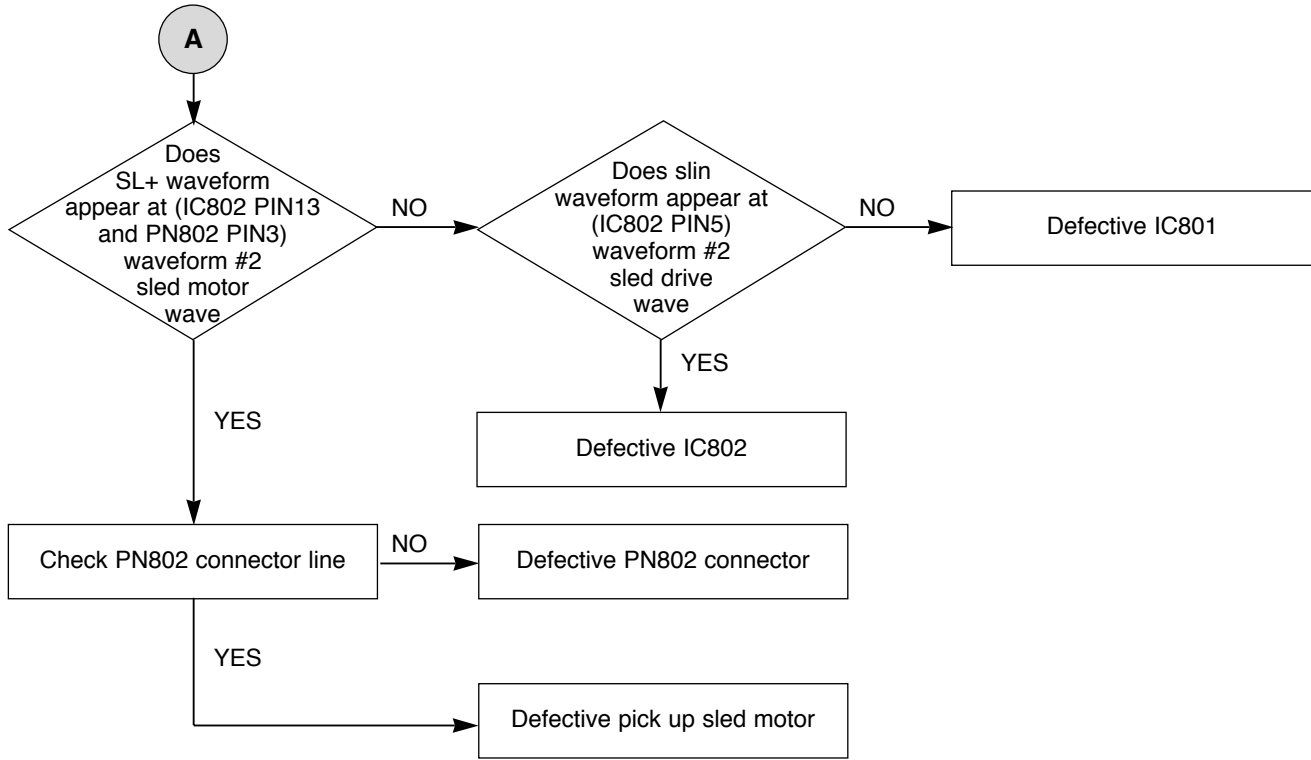 A
Does
SL+ waveform
appear at (IC802 PIN13
and PN802 PIN3)
waveform #2
sled motor
wave
NO
Does slin
waveform appear at
(IC802 PIN5)
waveform #2
sled drive
wave
NO
Defective IC801
YES
Defective IC802
YES
Check PN802 connector line
NO
Defective PN802 connector
YES
Defective pick up sled motor